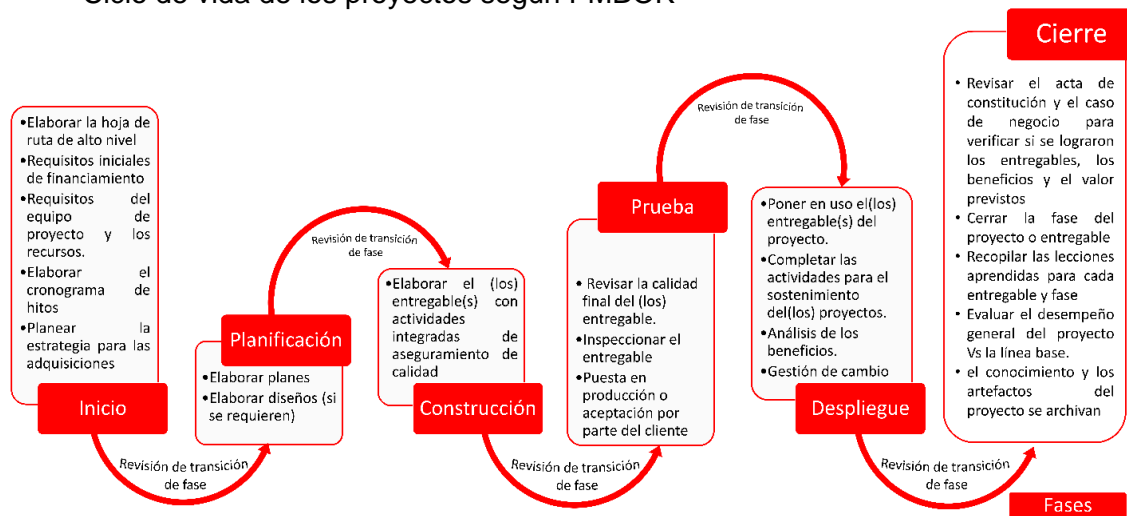 Ciclo de vida de los proyectos según PMBOK
•Elaborar la hoja de
ruta de alto nivel
•Requisitos iniciales
de financiamiento
•Requisitos del
equipo de
proyecto y los
recursos.
•Elaborar el
cronograma de
hitos
•Planear la
estrategia para las
adquisiciones
Inicio
Revisión de transición
de fase
Planificación
•Elaborar planes
•Elaborar diseños (si
se requieren)
Revisión de transición
de fase
•Elaborar el (los)
entregable(s) con
actividades
integradas de
aseguramiento de
calidad
Construcción
Revisión de transición
de fase
Prueba
• Revisar la calidad
final del (los)
entregable.
•Inspeccionar el
entregable
•Puesta en
producción o
aceptación por
parte del cliente
Revisión de transición
de fase
•Poner en uso el(los)
entregable(s) del
proyecto.
•Completar las
actividades para el
sostenimiento
del(los) proyectos.
•Análisis de los
beneficios.
•Gestión de cambio
Despliegue
Revisión de transición
de fase
Cierre
• Revisar el acta de
constitución y el caso
de negocio para
verificar si se lograron
los entregables, los
beneficios y el valor
previstos
• Cerrar la fase del
proyecto o entregable
• Recopilar las lecciones
aprendidas para cada
entregable y fase
• Evaluar el desempeño
general del proyecto
Vs la línea base.
• el conocimiento y los
artefactos del
proyecto se archivan
Fases